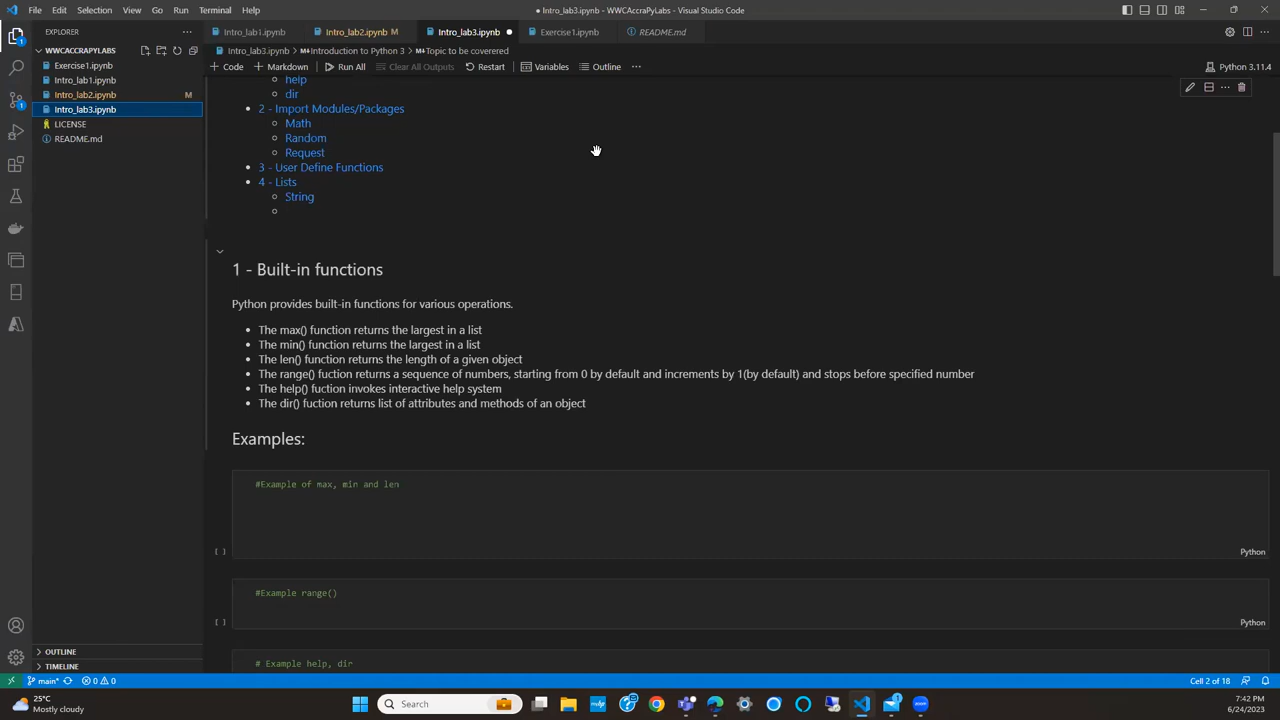 File Edit Selection View Go Run Terminal Help
● Intro_lab3.ipynb - WWCAccraPyLabs - Visual Studio Code
EXPLORER ···
Intro_lab1.ipynb Intro_lab2.ipynb M Intro_lab3.ipynb ● Exercise1.ipynb README.md ···
WWCACCRAPYLABS
Intro_lab3.ipynb > M↓Introduction to Python 3 > M↓Topic to be coverered
+ Code + Markdown Run All Clear All Outputs Restart Variables Outline ··· Python 3.11.4
Exercise1.ipynb
Intro_lab1.ipynb
Intro_lab2.ipynb M
Intro_lab3.ipynb
LICENSE
README.md
help
dir
2 - Import Modules/Packages
Math
Random
Request
3 - User Define Functions
4 - Lists
String
1 - Built-in functions
Python provides built-in functions for various operations.
The max() function returns the largest in a list
The min() function returns the largest in a list
The len() function returns the length of a given object
The range() fuction returns a sequence of numbers, starting from 0 by default and increments by 1(by default) and stops before specified number
The help() fuction invokes interactive help system
The dir() fuction returns list of attributes and methods of an object
Examples:
#Example of max, min and len
[ ] Python
#Example range()
[ ] Python
# Example help, dir
OUTLINE
TIMELINE
main* 0 0 Cell 2 of 18
1
1
25°C
Mostly cloudy
Search
1
7:42 PM
6/24/2023